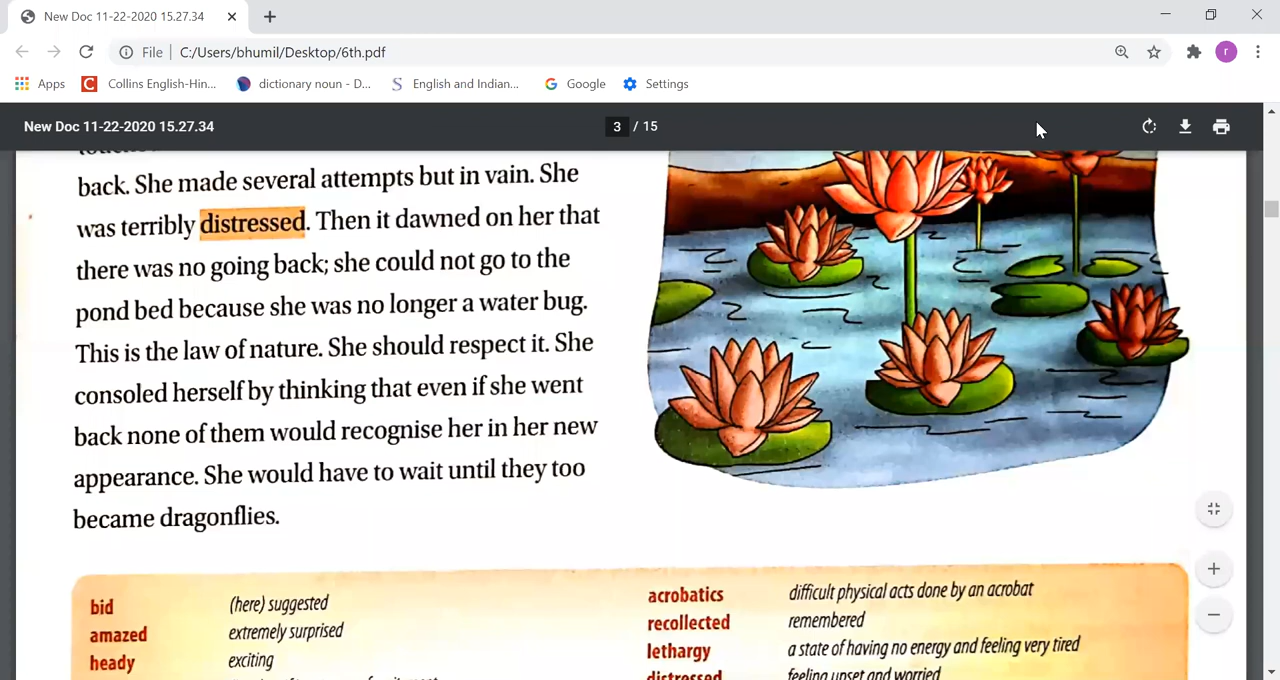 New Doc 11-22-2020 15.27.34
File | C:/Users/bhumil/Desktop/6th.pdf
r
Apps
Collins English-Hin...
dictionary noun - D...
English and Indian...
Google
Settings
New Doc 11-22-2020 15.27.34
3 / 15
back. She made several attempts but in vain. She
was terribly distressed. Then it dawned on her that
there was no going back; she could not go to the
pond bed because she was no longer a water bug.
This is the law of nature. She should respect it. She
consoled herself by thinking that even if she went
back none of them would recognise her in her new
appearance. She would have to wait until they too
became dragonflies.
bid (here) suggested
amazed extremely surprised
heady exciting
acrobatics difficult physical acts done by an acrobat
recollected remembered
lethargy a state of having no energy and feeling very tired
distressed feeling upset and worried